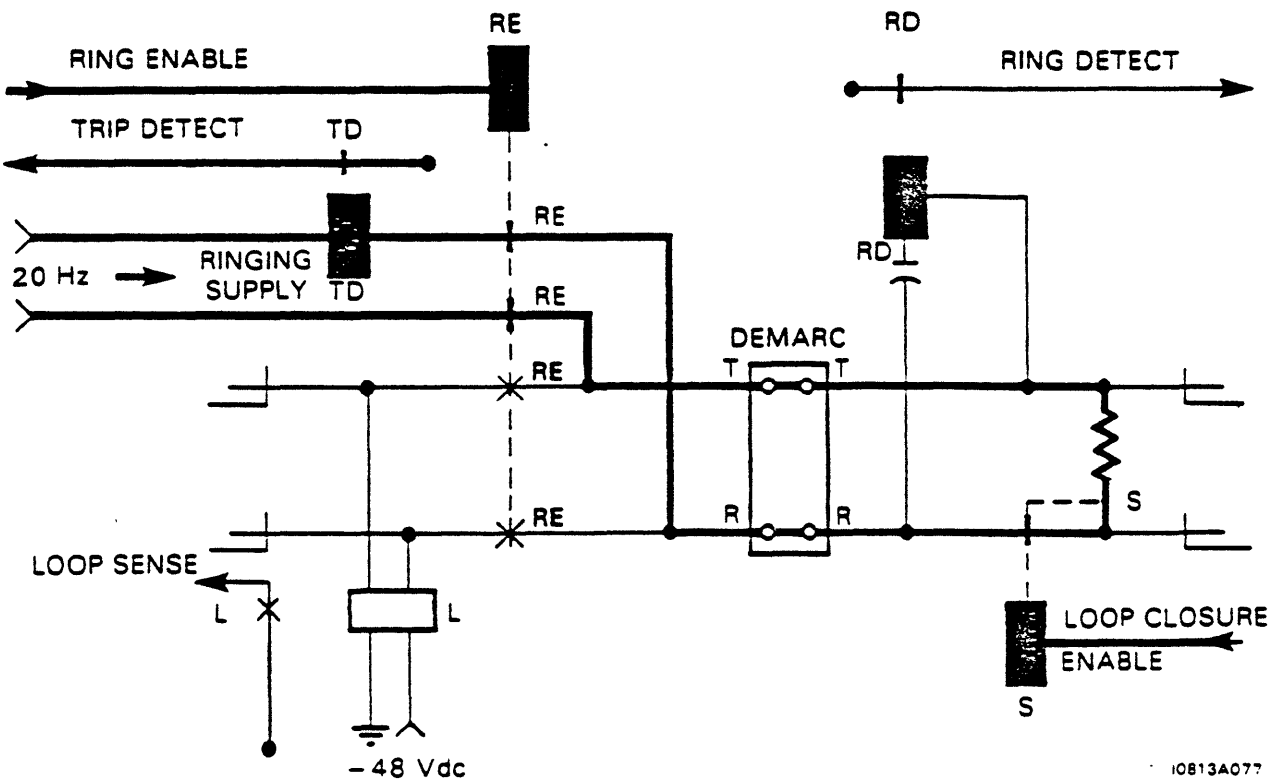 RE
RD
RING ENABLE
RING DETECT
TRIP DETECT
TD
RE
RD
20 Hz
RINGING
SUPPLY
TD
RE
DEMARC
T
T
RE
R
R
RE
S
LOOP SENSE
L
L
LOOP CLOSURE
ENABLE
S
-48 Vdc
I0813A077